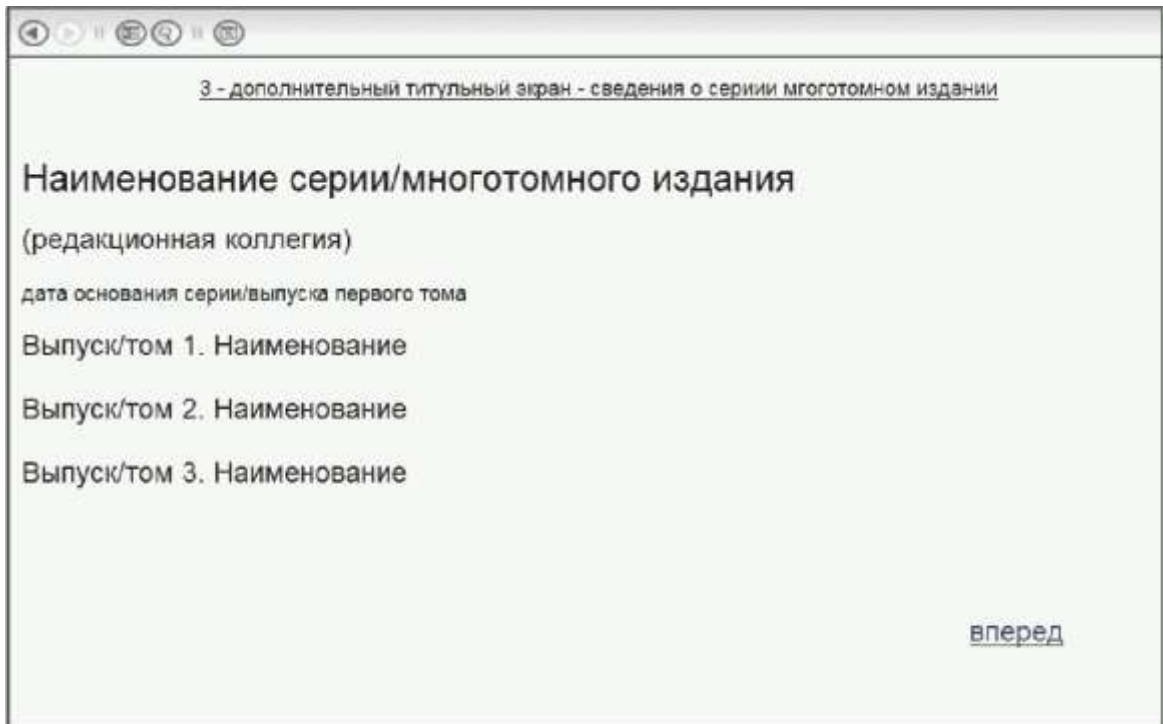 3 - дополнительный титульный экран - сведения о сериии мгоготомном издании
Наименование серии/многотомного издания
(редакционная коллегия)
дата основания серии/выпуска первого тома
Выпуск/том 1. Наименование
Выпуск/том 2. Наименование
Выпуск/том 3. Наименование
вперед